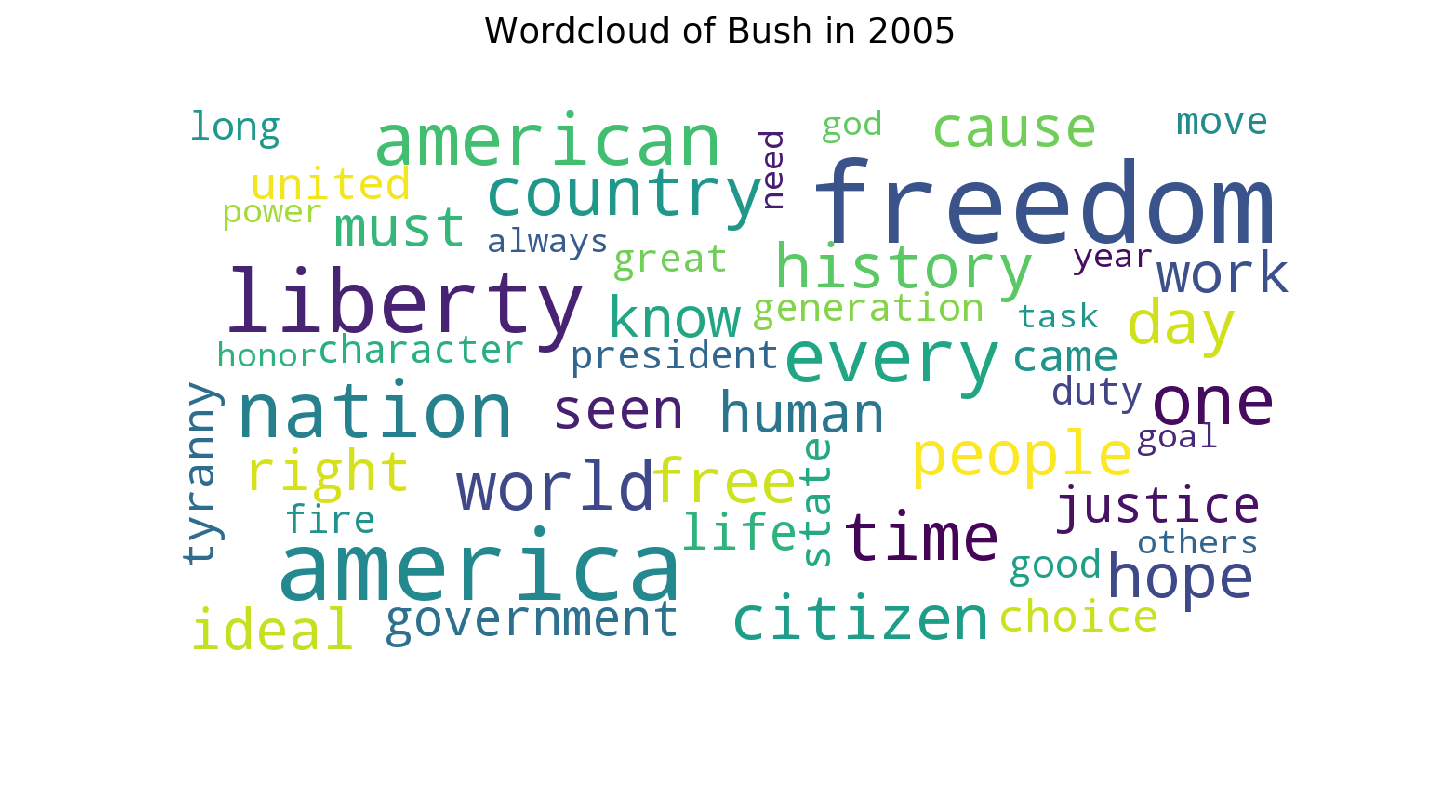 Wordcloud of Bush in 2005
long
american
need
god
cause
move
united
country
freedom
power
must
always
great
history
year
work
liberty
know
generation
task
day
honor
character
president
every
came
tyranny
nation
seen
human
duty
one
right
world
free
state
people
goal
fire
life
time
justice
america
good
others
hope
ideal
government
citizen
choice